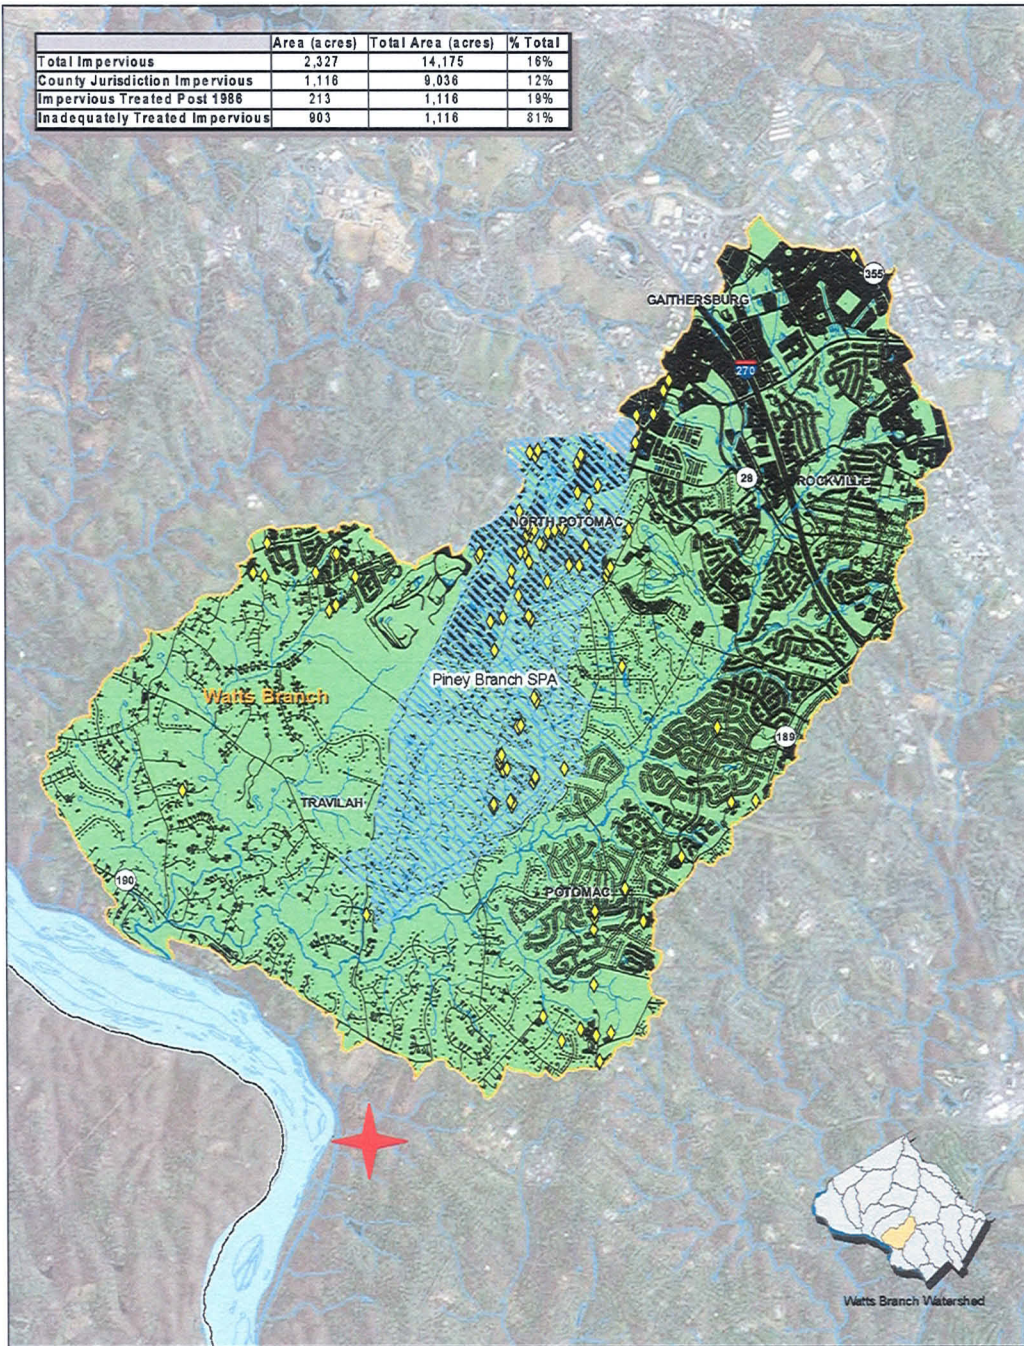 Area (acres) Total Area (acres) % Total
Total Impervious 2,327 14,175 16%
County Jurisdiction Impervious 1,116 9,036 12%
Impervious Treated Post 1986 213 1,116 19%
Inadequately Treated Impervious 903 1,116 81%
355
GAITHERSBURG
270
28
ROCKVILLE
NORTH POTOMAC
Piney Branch SPA
Watts Branch
189
TRAVILAH
190
POTOMAC
Watts Branch Watershed